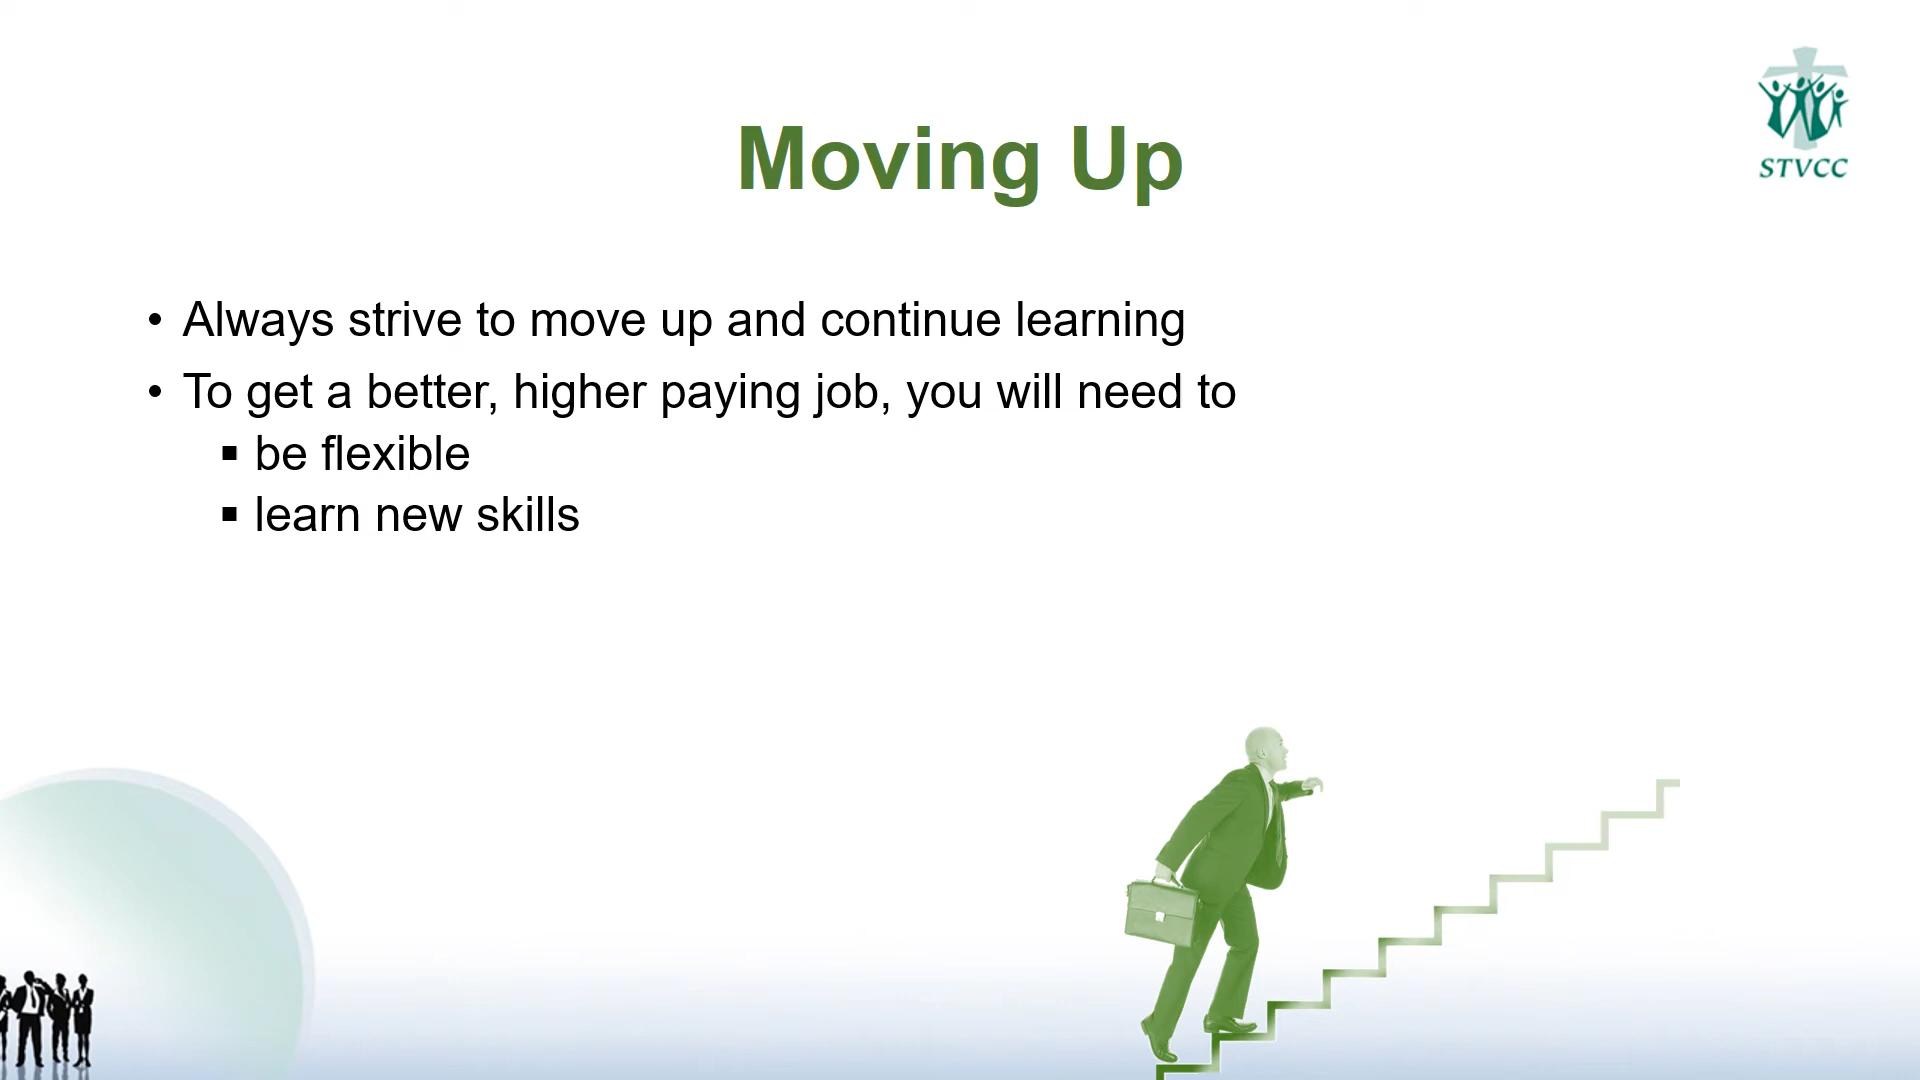 STVCC
Moving Up
• Always strive to move up and continue learning
• To get a better, higher paying job, you will need to
▪ be flexible
▪ learn new skills